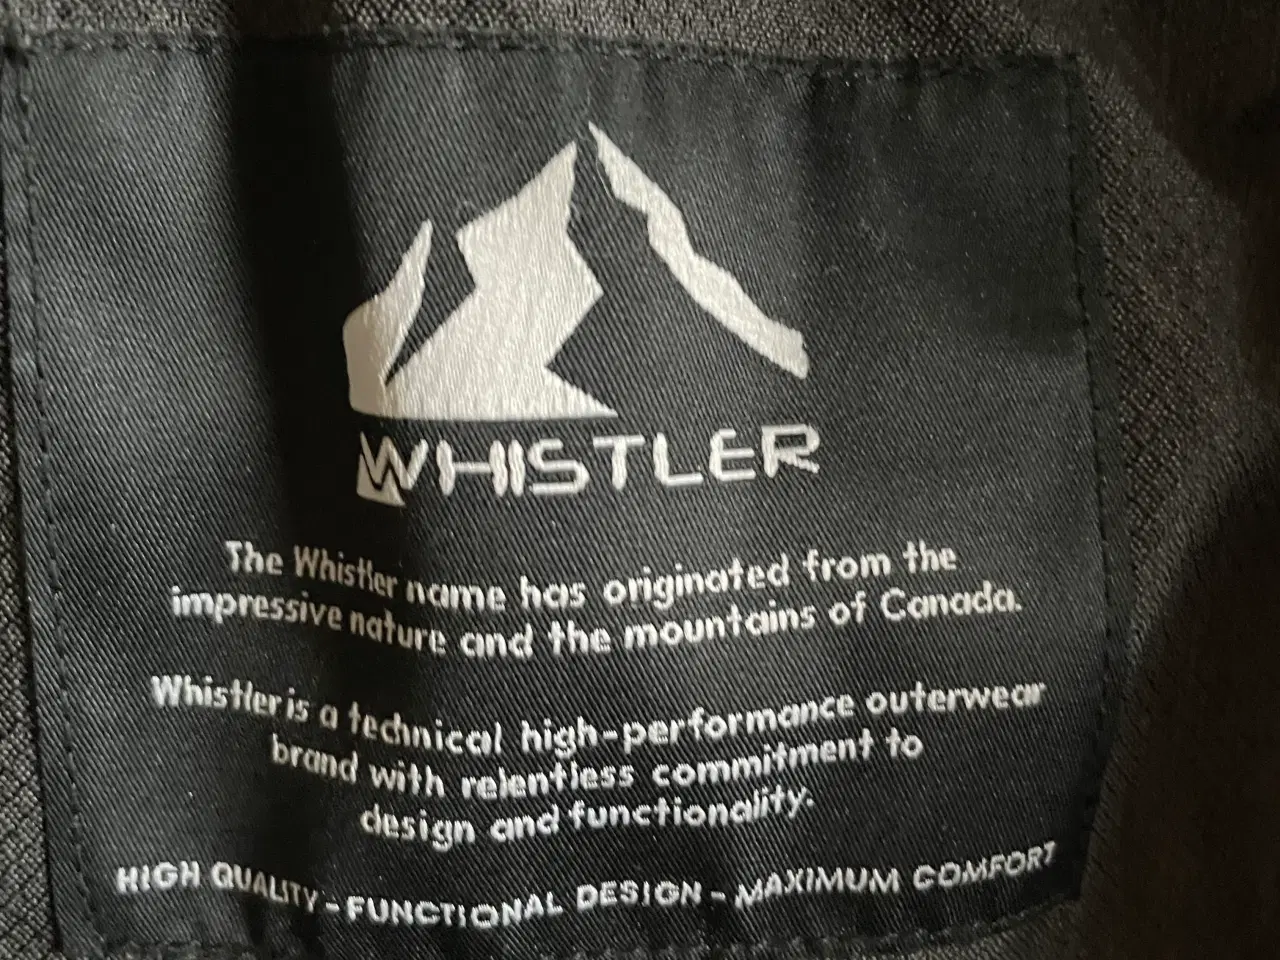 WHISTLER
The Whistler name has originated from the
impressive nature and the mountains of Canada.
Whistler is a technical high-performance outerwear
brand with relentless commitment to
design and functionality.
HIGH QUALITY - FUNCTIONAL DESIGN - MAXIMUM COMFORT